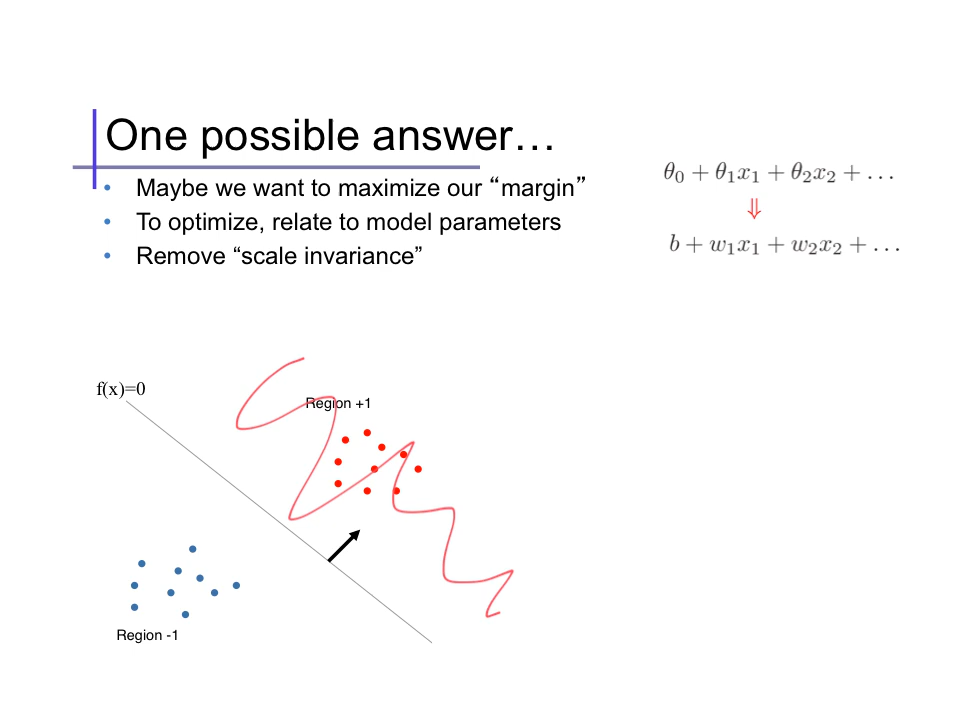 One possible answer…
• Maybe we want to maximize our “margin”
• To optimize, relate to model parameters
• Remove “scale invariance”
θ₀ + θ₁x₁ + θ₂x₂ + . . .
⇓
b + w₁x₁ + w₂x₂ + . . .
f(x)=0
Region +1
Region -1